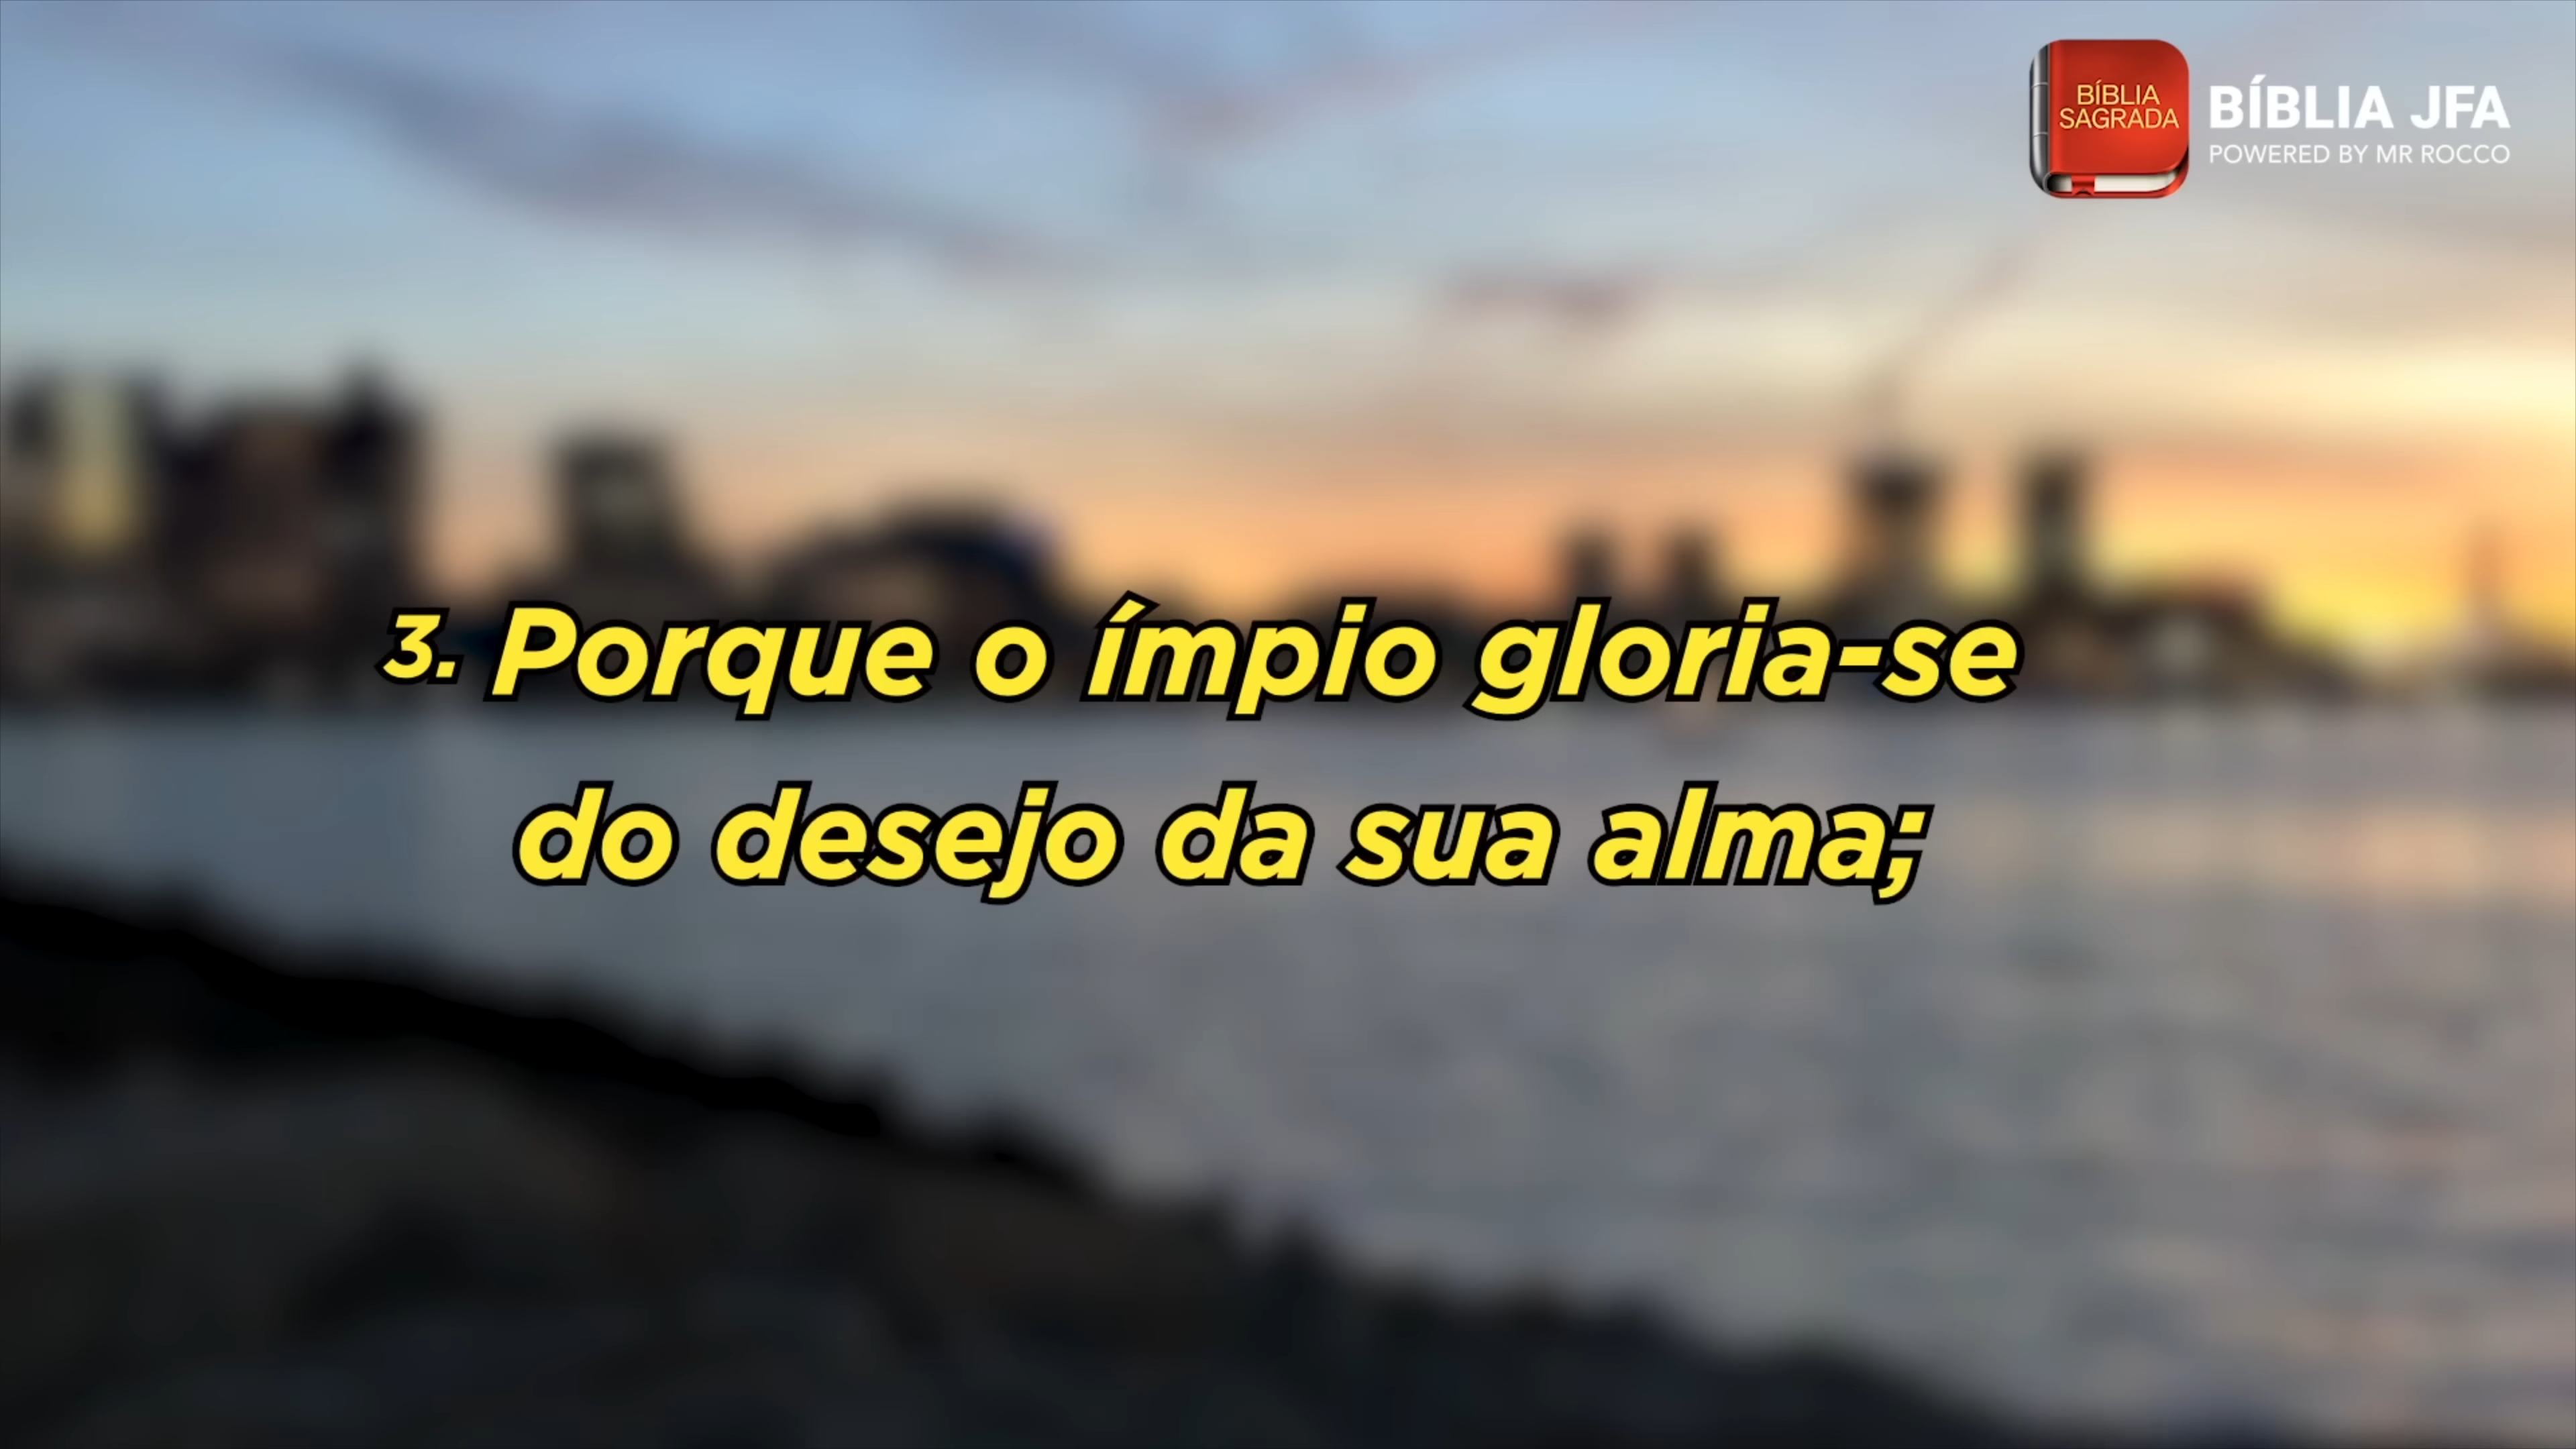 BÍBLIA
SAGRADA
BÍBLIA JFA
POWERED BY MR ROCCO
3. Porque o ímpio gloria-se
do desejo da sua alma;